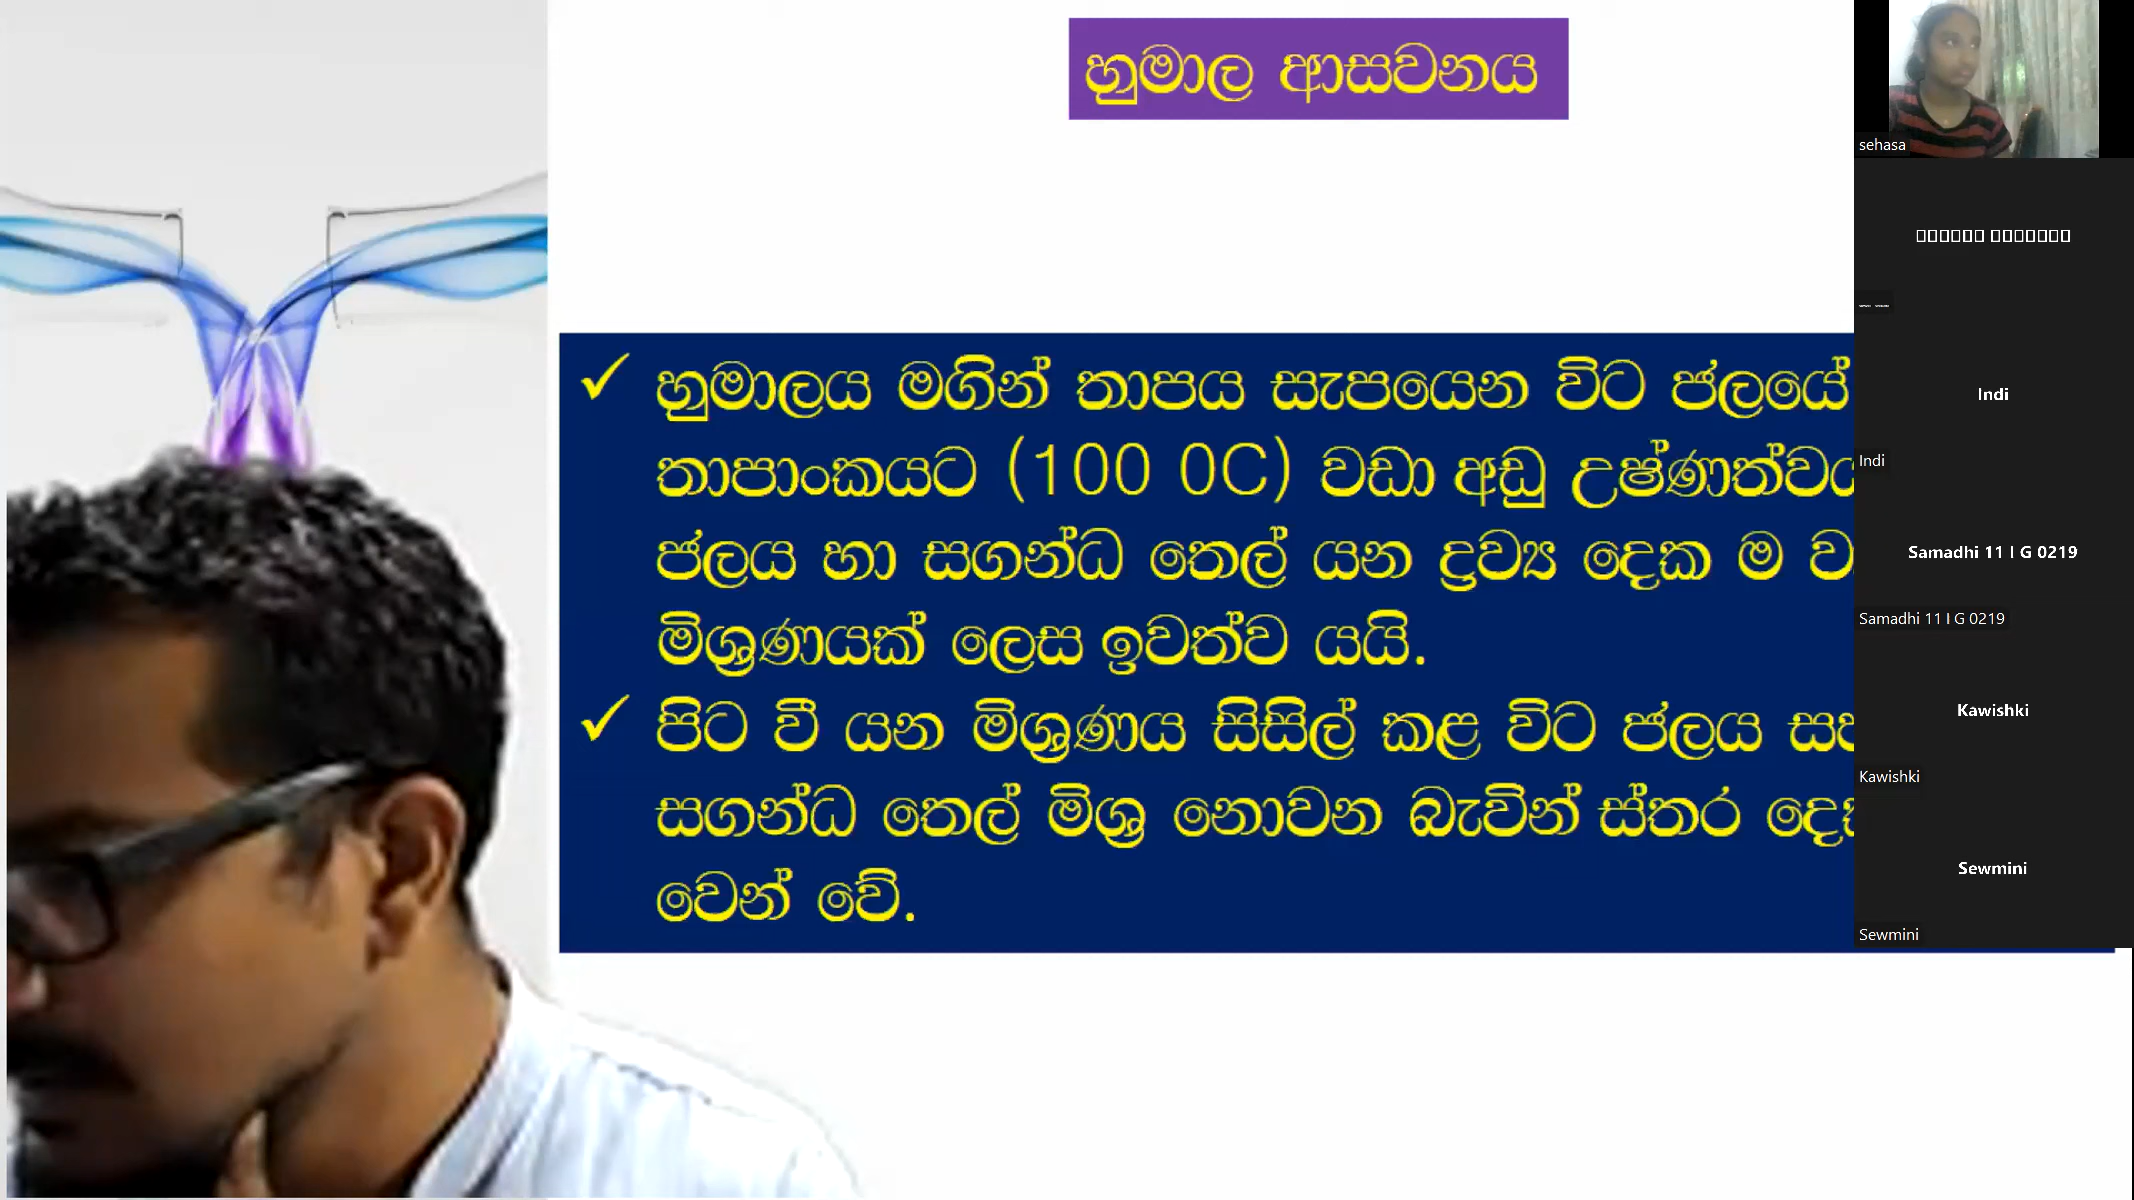 හුමාල ආසවනය
✓ හුමාලය මගින් තාපය සැපයෙන විට ජලයේ
තාපාංකයට (100 0C) වඩා අඩු
ජලය හා සගන්ධ තෙල් යන ද්‍රව්‍ය දෙක ම
මිශ්‍රණයක් ලෙස ඉවත්ව යයි.
✓ පිට වී යන මිශ්‍රණය සිසිල් කළ විට ජලය
සගන්ධ තෙල් මිශ්‍ර නොවන බැවින් ස්තර
වෙන් වේ.
sehasa
Indi
Indi
Samadhi 11 I G 0219
Samadhi 11 I G 0219
Kawishki
Kawishki
Sewmini
Sewmini